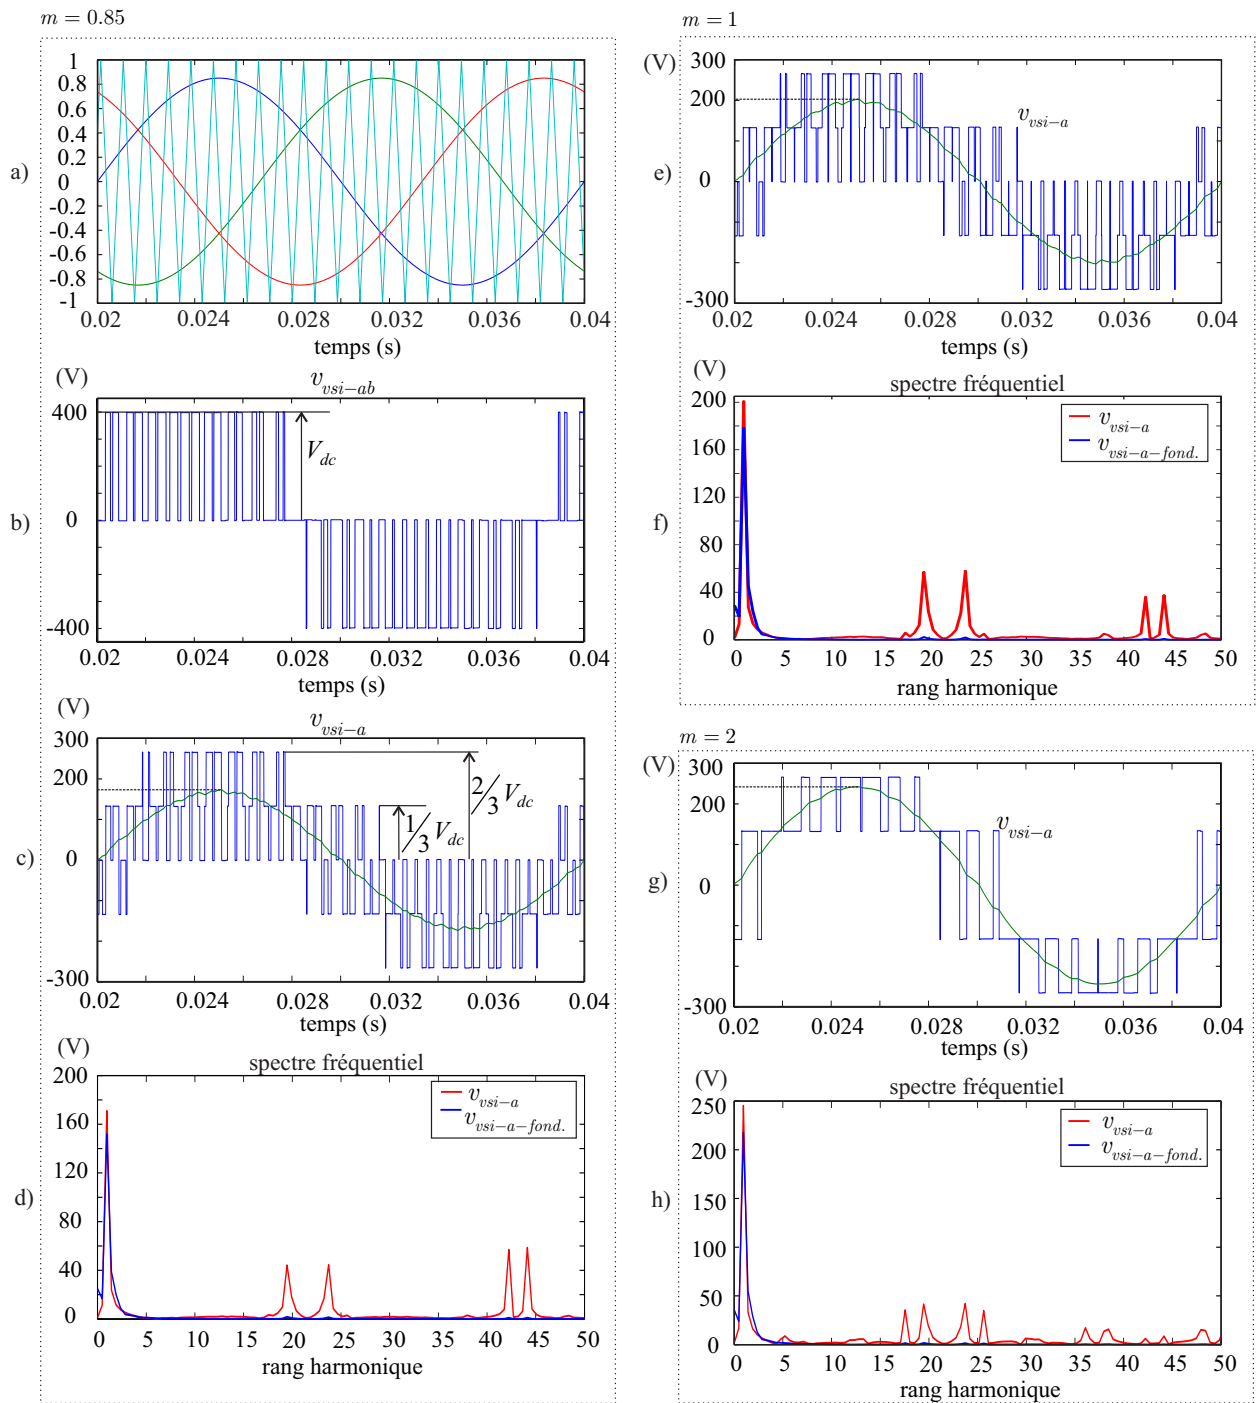 m = 0.85
a)
1
0.8
0.6
0.4
0.2
0
-0.2
-0.4
-0.6
-0.8
-1
0.02 0.024 0.028 0.032 0.036 0.04
temps (s)
(V)
v_vsi−ab
b)
400
0
-400
V_dc
0.02 0.024 0.028 0.032 0.036 0.04
temps (s)
(V)
v_vsi−a
c)
300
200
100
0
-300
1/3 V_dc
2/3 V_dc
0.02 0.024 0.028 0.032 0.036 0.04
temps (s)
(V)
spectre fréquentiel
d)
200
160
120
80
40
0
v_vsi−a
v_vsi−a−fond.
0 5 10 15 20 25 30 35 40 45 50
rang harmonique
m = 1
(V)
e)
300
200
100
0
-300
v_vsi−a
0.02 0.024 0.028 0.032 0.036 0.04
temps (s)
(V)
spectre fréquentiel
f)
200
160
120
80
40
0
v_vsi−a
v_vsi−a−fond.
0 5 10 15 20 25 30 35 40 45 50
rang harmonique
m = 2
(V)
g)
300
200
100
0
-300
v_vsi−a
0.02 0.024 0.028 0.032 0.036 0.04
temps (s)
(V)
spectre fréquentiel
h)
250
200
150
100
50
0
v_vsi−a
v_vsi−a−fond.
0 5 10 15 20 25 30 35 40 45 50
rang harmonique